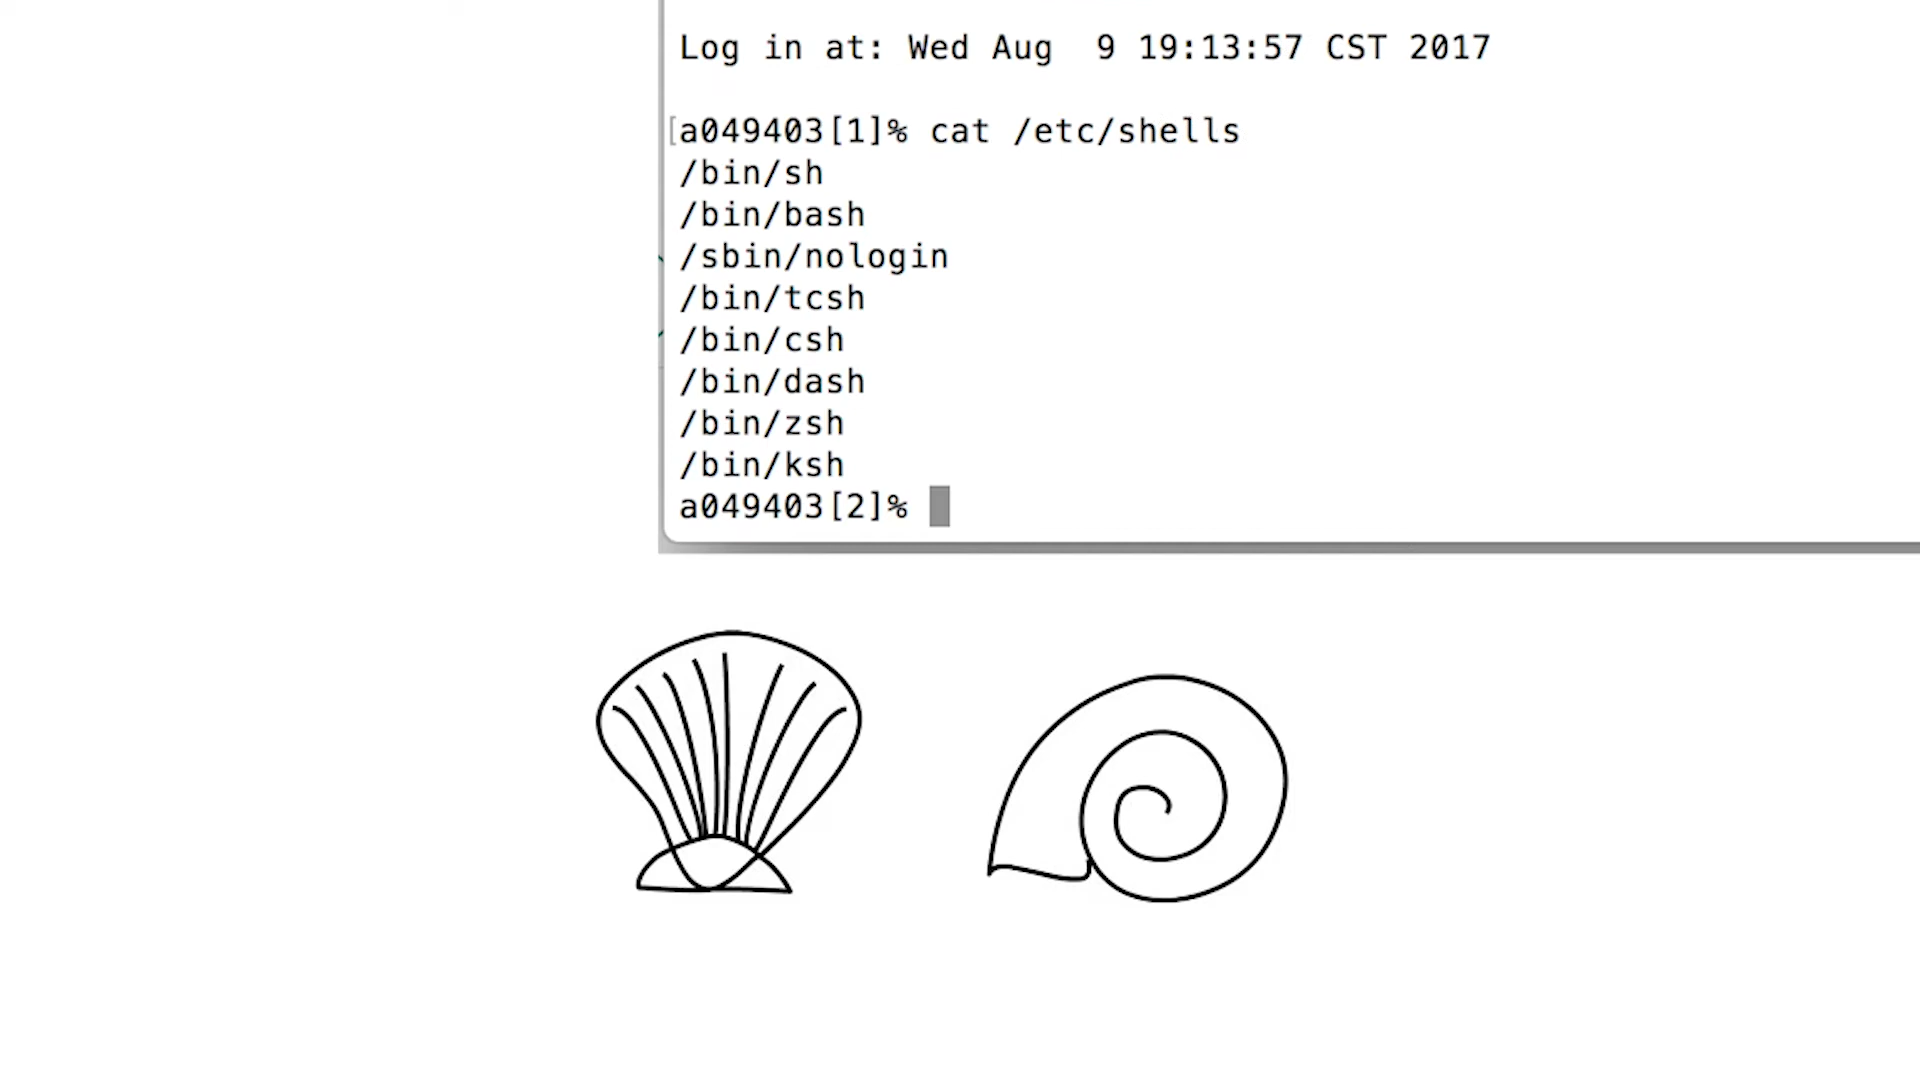 Log in at: Wed Aug  9 19:13:57 CST 2017
[a049403[1]% cat /etc/shells
/bin/sh
/bin/bash
/sbin/nologin
/bin/tcsh
/bin/csh
/bin/dash
/bin/zsh
/bin/ksh
a049403[2]%